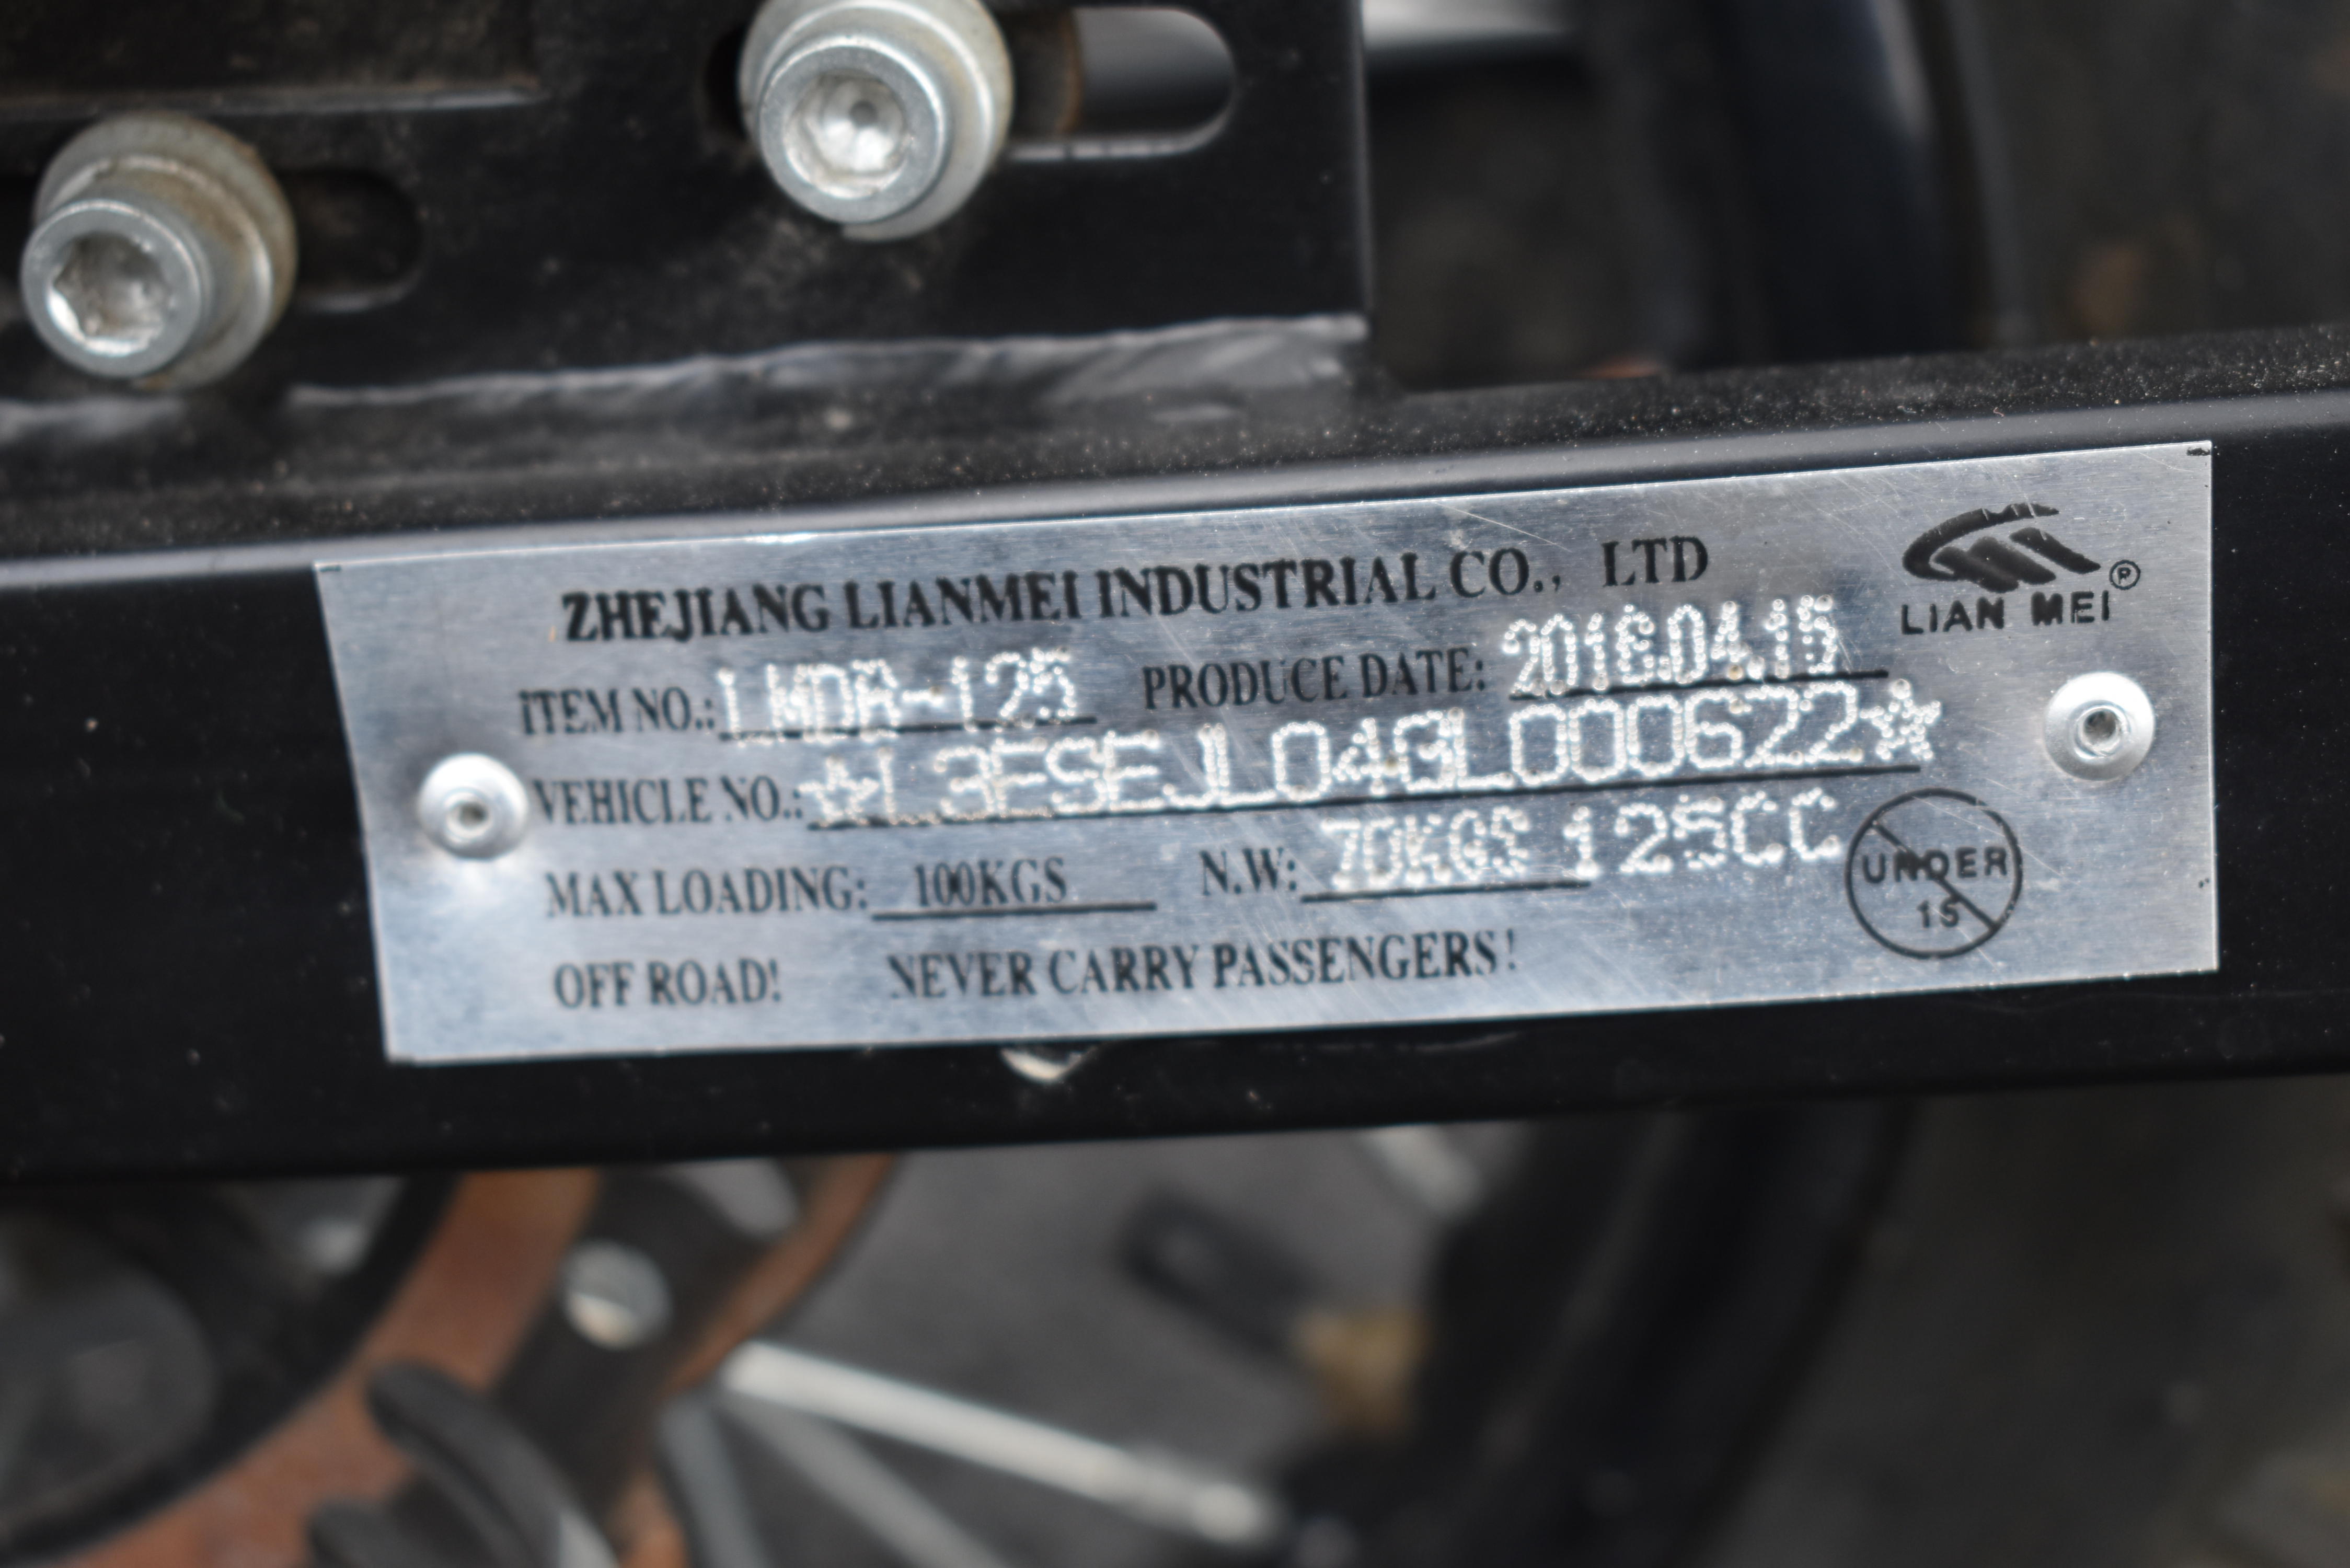 ZHEJIANG LIANMEI INDUSTRIAL CO., LTD
LIAN MEI®
ITEM NO.: LMDR-125 PRODUCE DATE: 2016.04.15
VEHICLE NO.: ☆L3ESEJL04GL000622☆
MAX LOADING: 100KGS N.W: 70KGS 125CC
UNDER
15
OFF ROAD! NEVER CARRY PASSENGERS!